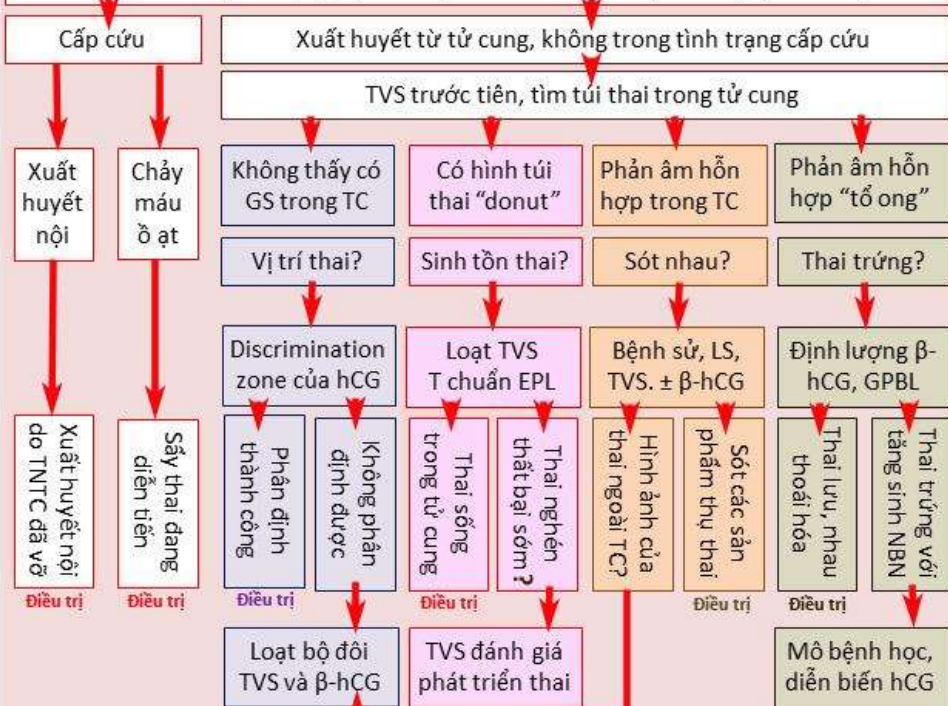 Cấp cứu
Xuất huyết từ tử cung, không trong tình trạng cấp cứu
TVS trước tiên, tìm túi thai trong tử cung
Xuất
huyết
nội
Chảy
máu
ồ ạt
Không thấy có
GS trong TC
Có hình túi
thai “donut”
Phản âm hỗn
hợp trong TC
Phản âm hỗn
hợp “tổ ong”
Vị trí thai?
Sinh tồn thai?
Sót nhau?
Thai trứng?
Discrimination
zone của hCG
Loạt TVS
T chuẩn EPL
Bệnh sử, LS,
TVS. ± β-hCG
Định lượng β-
hCG, GPBL
Xuất huyết nội
do TNTC đã vỡ
Sẩy thai đang
diễn tiến
Phân định
thành công
Không phân
định được
Thai sống
trong tử cung
Thai nghén
thất bại sớm?
Hình ảnh của
thai ngoài TC?
Sót các sản
phẩm thụ thai
Thai lưu, nhau
thoái hóa
Thai trứng với
tăng sinh NBN
Điều trị
Điều trị
Điều trị
Điều trị
Điều trị
Điều trị
Loạt bộ đôi
TVS và β-hCG
TVS đánh giá
phát triển thai
Mô bệnh học,
diễn biến hCG